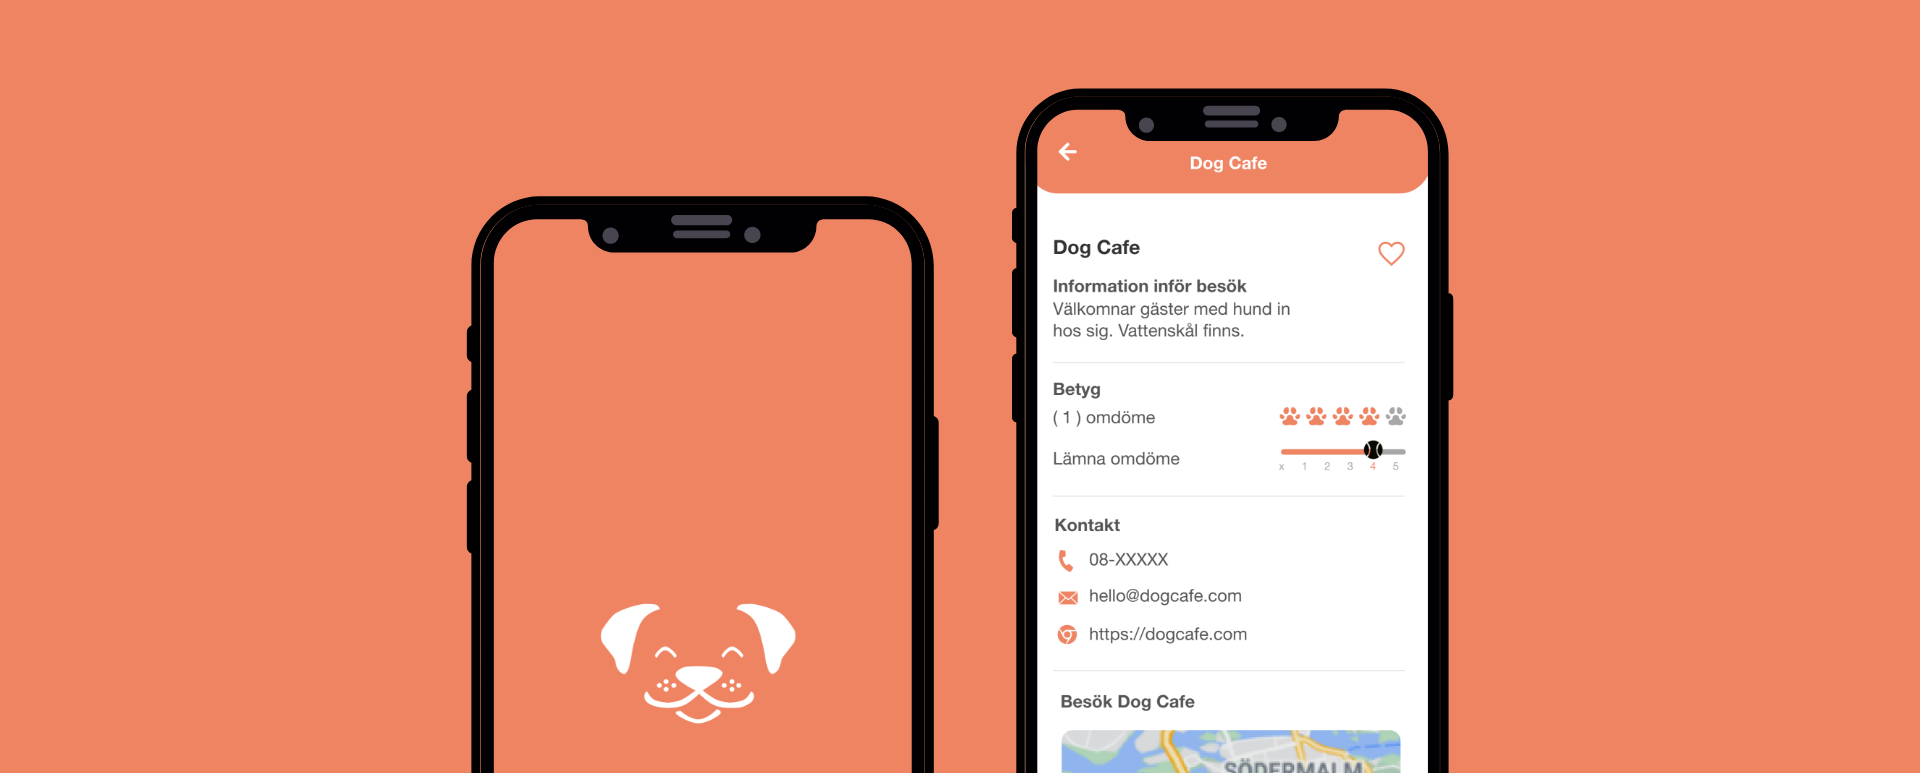 Dog Cafe
Dog Cafe
Information inför besök
Välkomnar gäster med hund in
hos sig. Vattenskål finns.
Betyg
( 1 ) omdöme
Lämna omdöme
x 1 2 3 4 5
Kontakt
08-XXXXX
hello@dogcafe.com
https://dogcafe.com
Besök Dog Cafe
SÖDERMALM